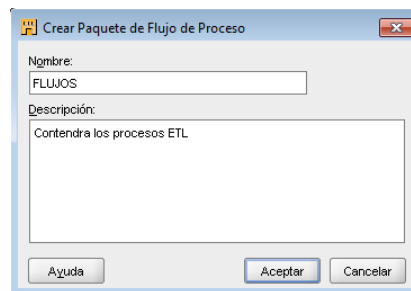 Crear Paquete de Flujo de Proceso
Nombre:
FLUJOS
Descripción:
Contendra los procesos ETL
Ayuda
Aceptar
Cancelar